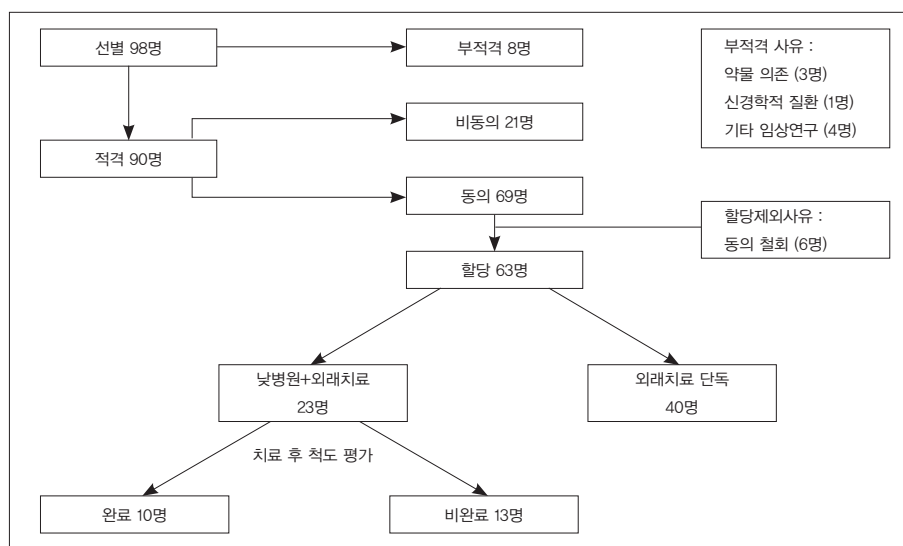 선별 98명
부적격 8명
부적격 사유 :
약물 의존 (3명)
신경학적 질환 (1명)
기타 임상연구 (4명)
비동의 21명
적격 90명
동의 69명
할당제외사유 :
동의 철회 (6명)
할당 63명
낮병원+외래치료
23명
외래치료 단독
40명
치료 후 척도 평가
완료 10명
비완료 13명